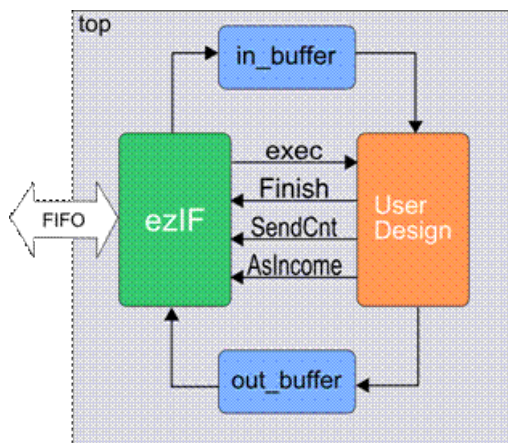 top
in_buffer
exec
Finish
SendCnt
AsIncome
FIFO
ezIF
User
Design
out_buffer